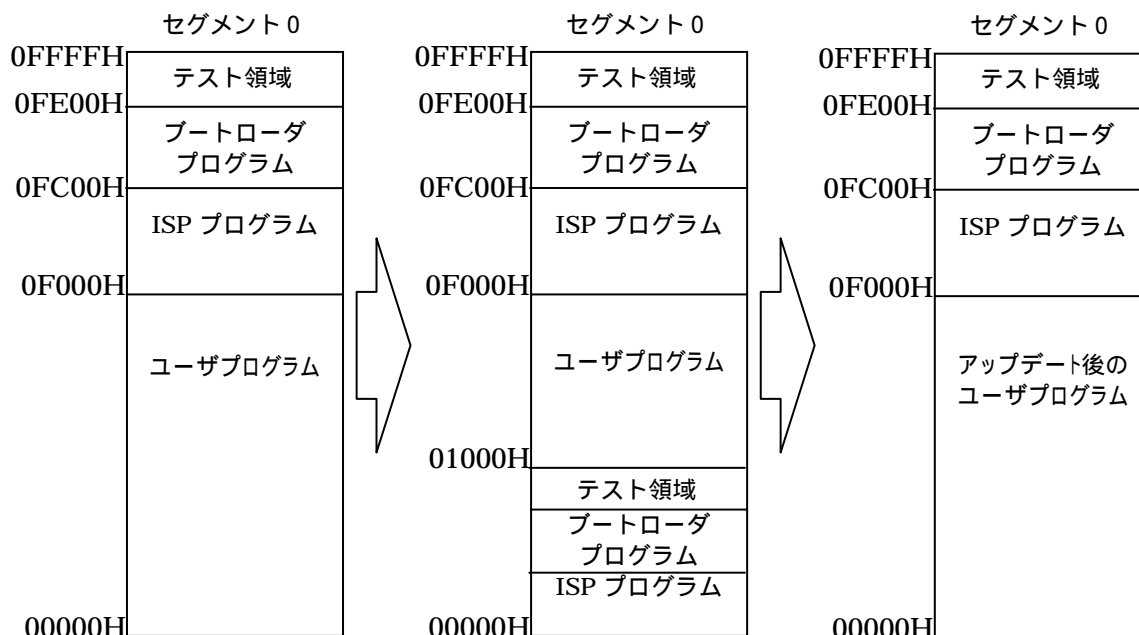 セグメント 0
0FFFFH
テスト領域
0FE00H
ブートローダ
プログラム
0FC00H
ISP プログラム
0F000H
ユーザプログラム
00000H
セグメント 0
0FFFFH
テスト領域
0FE00H
ブートローダ
プログラム
0FC00H
ISP プログラム
0F000H
ユーザプログラム
01000H
テスト領域
ブートローダ
プログラム
ISP プログラム
00000H
セグメント 0
0FFFFH
テスト領域
0FE00H
ブートローダ
プログラム
0FC00H
ISP プログラム
0F000H
アップデート後の
ユーザプログラム
00000H